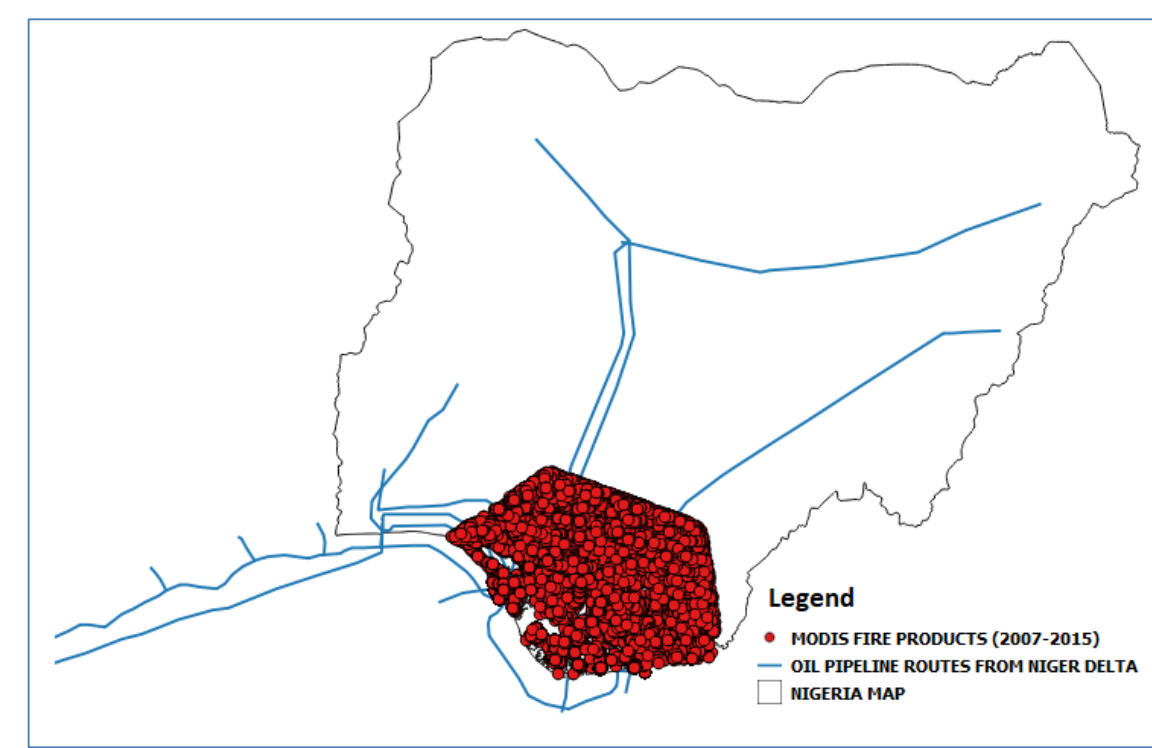 Legend
MODIS FIRE PRODUCTS (2007-2015)
OIL PIPELINE ROUTES FROM NIGER DELTA
NIGERIA MAP